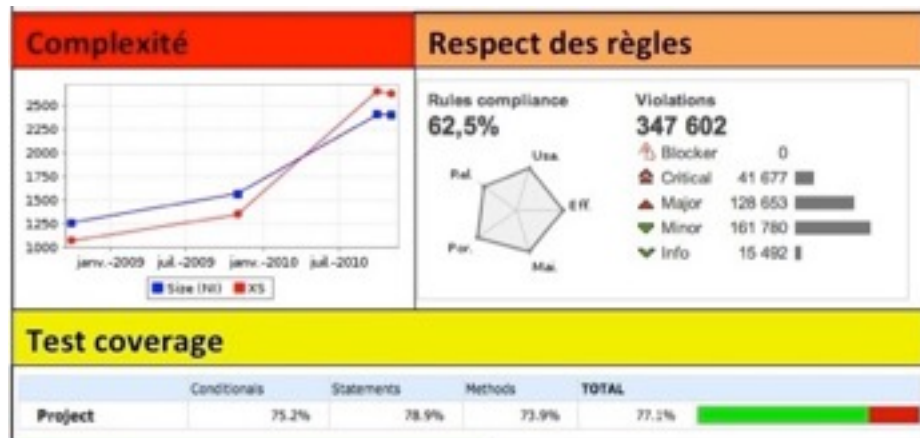 Complexité
Respect des règles
2500
2250
2000
1750
1500
1250
1000
janv.-2009 juil.-2009 janv.-2010 juil.-2010
Size (NI) XS
Rules compliance
62,5%
Usa.
Eff.
Mai.
Por.
Rel.
Violations
347 602
Blocker 0
Critical 41 677
Major 128 653
Minor 161 780
Info 15 492
Test coverage
Conditionals Statements Methods TOTAL
Project 75.2% 78.9% 73.9% 77.1%